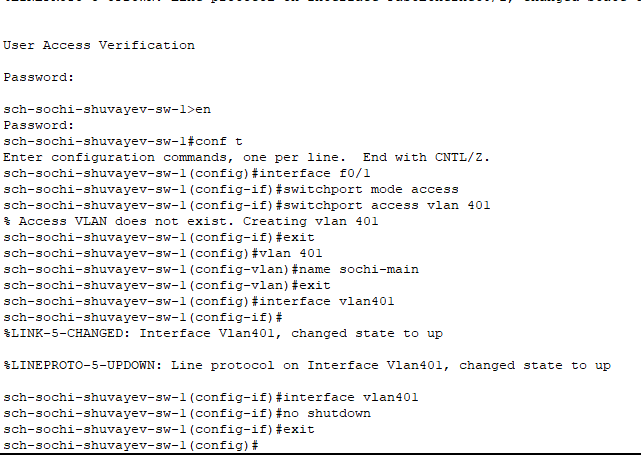 User Access Verification
Password:
sch-sochi-shuvayev-sw-1>en
Password:
sch-sochi-shuvayev-sw-1#conf t
Enter configuration commands, one per line.  End with CNTL/Z.
sch-sochi-shuvayev-sw-1(config)#interface f0/1
sch-sochi-shuvayev-sw-1(config-if)#switchport mode access
sch-sochi-shuvayev-sw-1(config-if)#switchport access vlan 401
% Access VLAN does not exist. Creating vlan 401
sch-sochi-shuvayev-sw-1(config-if)#exit
sch-sochi-shuvayev-sw-1(config)#vlan 401
sch-sochi-shuvayev-sw-1(config-vlan)#name sochi-main
sch-sochi-shuvayev-sw-1(config-vlan)#exit
sch-sochi-shuvayev-sw-1(config)#interface vlan401
sch-sochi-shuvayev-sw-1(config-if)#
%LINK-5-CHANGED: Interface Vlan401, changed state to up
%LINEPROTO-5-UPDOWN: Line protocol on Interface Vlan401, changed state to up
sch-sochi-shuvayev-sw-1(config-if)#interface vlan401
sch-sochi-shuvayev-sw-1(config-if)#no shutdown
sch-sochi-shuvayev-sw-1(config-if)#exit
sch-sochi-shuvayev-sw-1(config)#